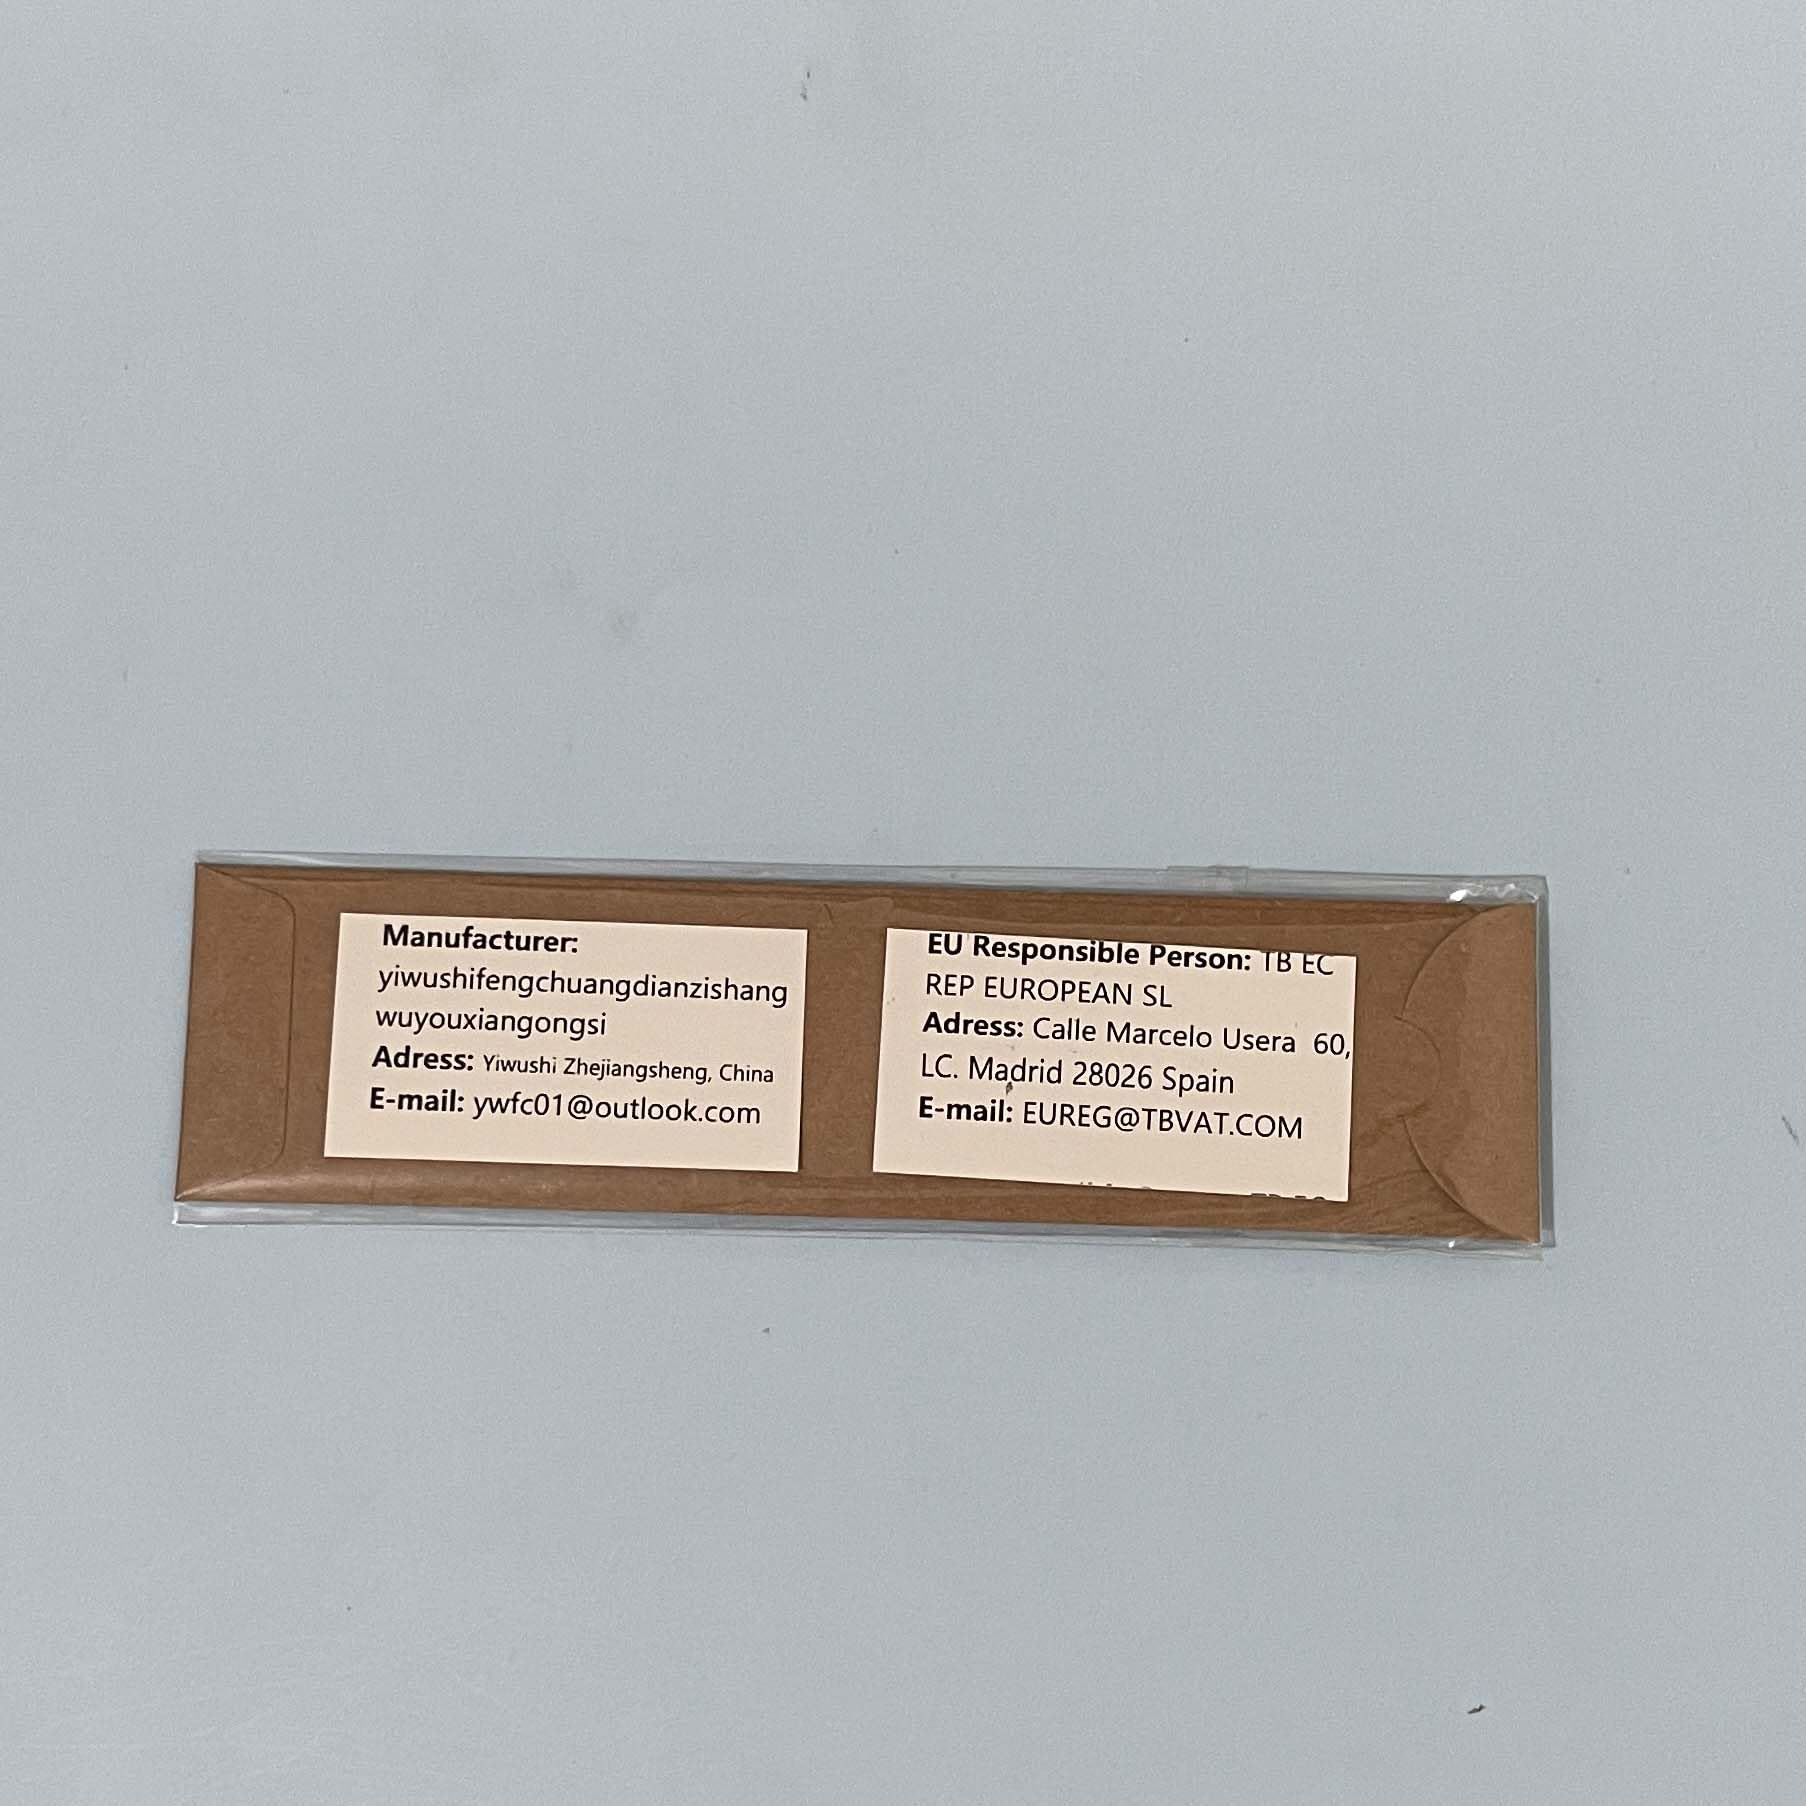 Manufacturer:
yiwushifengchuangdianzishang
wuyouxiangongsi
Adress: Yiwushi Zhejiangsheng, China
E-mail: ywfc01@outlook.com
EU Responsible Person: TB EC
REP EUROPEAN SL
Adress: Calle Marcelo Usera 60,
LC. Madrid 28026 Spain
E-mail: EUREG@TBVAT.COM